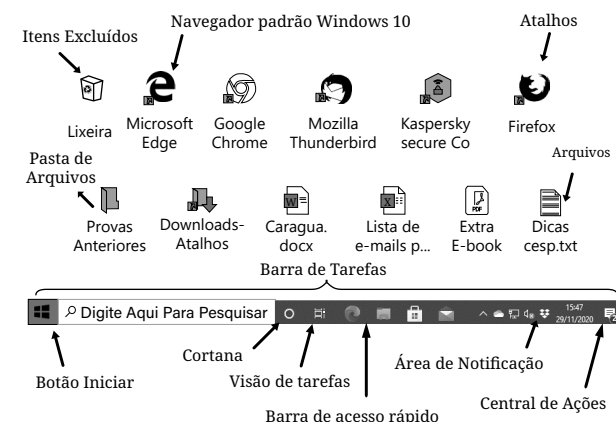 Navegador padrão Windows 10
Atalhos
Itens Excluídos
Lixeira
Microsoft
Edge
Google
Chrome
Mozilla
Thunderbird
Kaspersky
secure Co
Firefox
Pasta de
Arquivos
Arquivos
Provas
Anteriores
Downloads-
Atalhos
W
Caragua.
docx
X
Lista de
e-mails p...
PDF
Extra
E-book
Dicas
cesp.txt
Barra de Tarefas
Digite Aqui Para Pesquisar
15:47
29/11/2020
2
Cortana
Área de Notificação
Botão Iniciar
Visão de tarefas
Central de Ações
Barra de acesso rápido